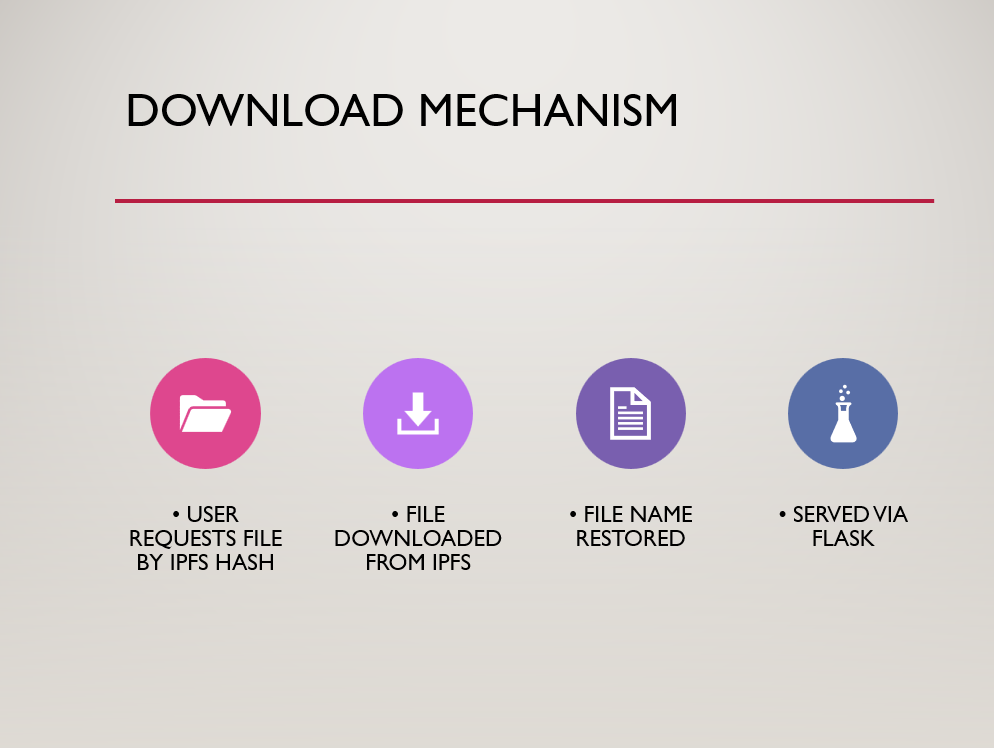 DOWNLOAD MECHANISM
• USER
REQUESTS FILE
BY IPFS HASH
• FILE
DOWNLOADED
FROM IPFS
• FILE NAME
RESTORED
• SERVED VIA
FLASK